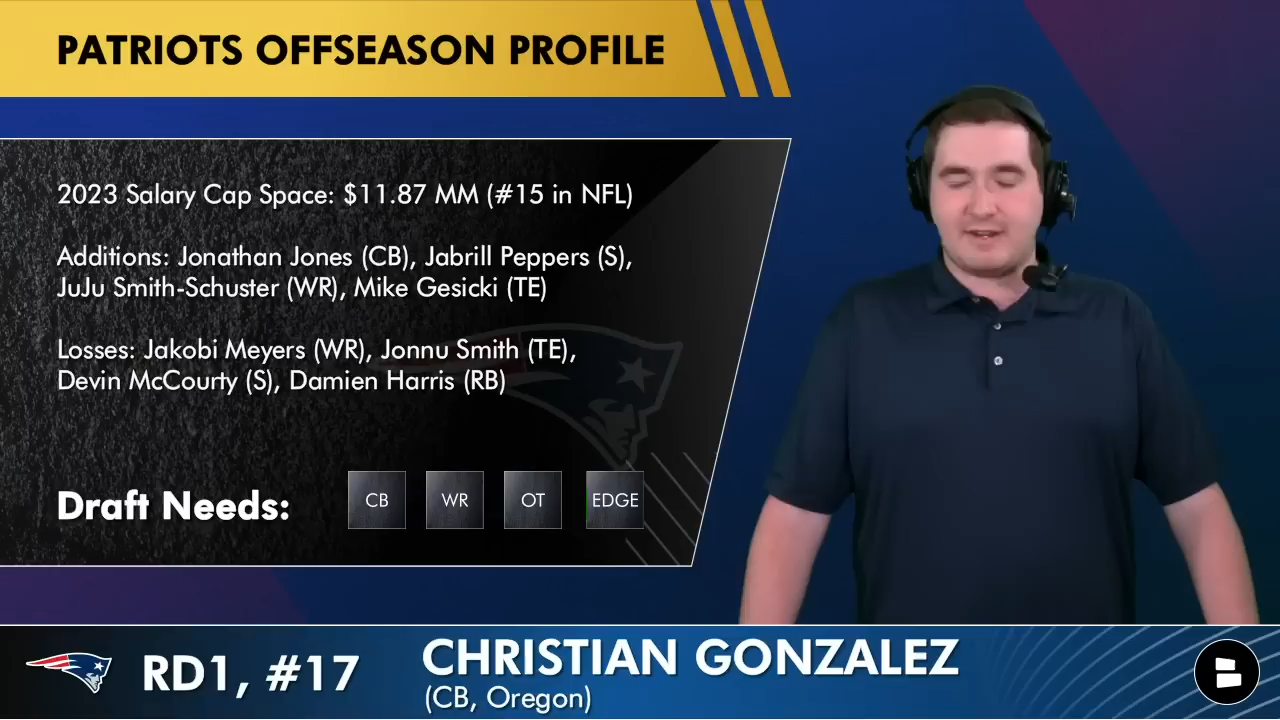 PATRIOTS OFFSEASON PROFILE
2023 Salary Cap Space: $11.87 MM (#15 in NFL)
Additions: Jonathan Jones (CB), Jabrill Peppers (S),
JuJu Smith-Schuster (WR), Mike Gesicki (TE)
Losses: Jakobi Meyers (WR), Jonnu Smith (TE),
Devin McCourty (S), Damien Harris (RB)
Draft Needs: CB WR OT EDGE
RD1, #17
CHRISTIAN GONZALEZ
(CB, Oregon)